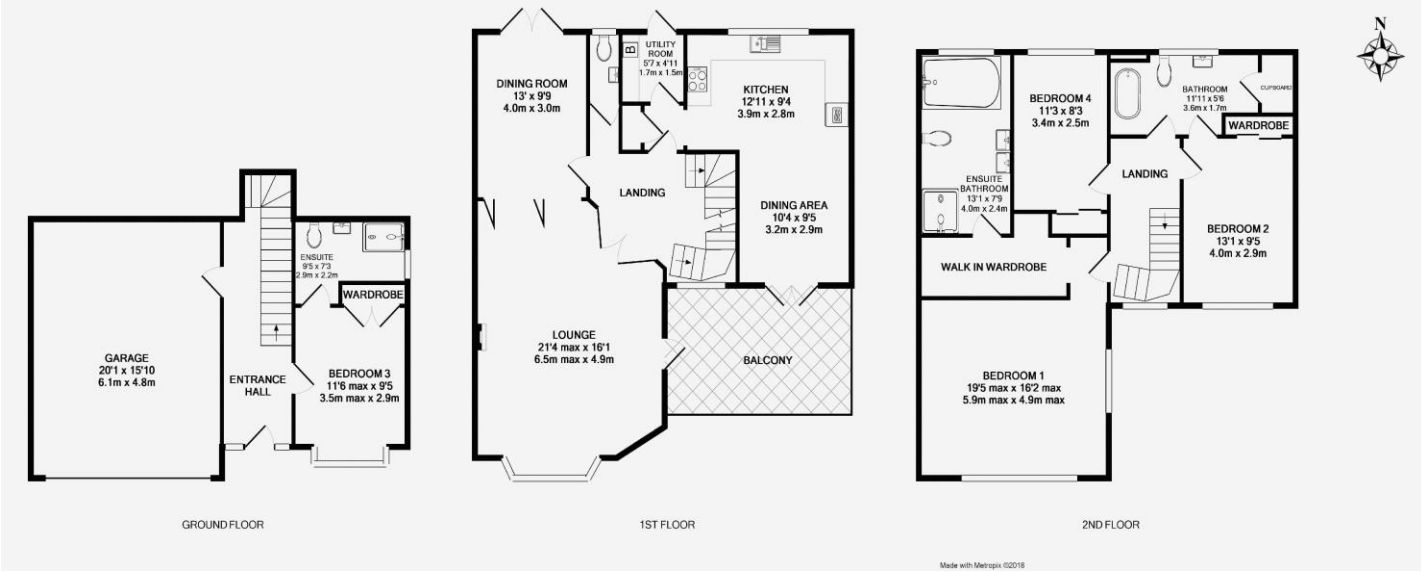 N
GARAGE
20'1 x 15'10
6.1m x 4.8m
ENTRANCE
HALL
ENSUITE
9'5 x 7'3
2.9m x 2.2m
WARDROBE
BEDROOM 3
11'6 max x 9'5
3.5m max x 2.9m
GROUND FLOOR
DINING ROOM
13' x 9'9
4.0m x 3.0m
B
UTILITY
ROOM
5'7 x 4'11
1.7m x 1.5m
KITCHEN
12'11 x 9'4
3.9m x 2.8m
LANDING
DINING AREA
10'4 x 9'5
3.2m x 2.9m
LOUNGE
21'4 max x 16'1
6.5m max x 4.9m
BALCONY
1ST FLOOR
BEDROOM 4
11'3 x 8'3
3.4m x 2.5m
BATHROOM
11'11 x 5'6
3.6m x 1.7m
CUPBOARD
WARDROBE
LANDING
ENSUITE
BATHROOM
13'1 x 7'9
4.0m x 2.4m
BEDROOM 2
13'1 x 9'5
4.0m x 2.9m
WALK IN WARDROBE
BEDROOM 1
19'5 max x 16'2 max
5.9m max x 4.9m max
2ND FLOOR
Made with Metropix ©2018